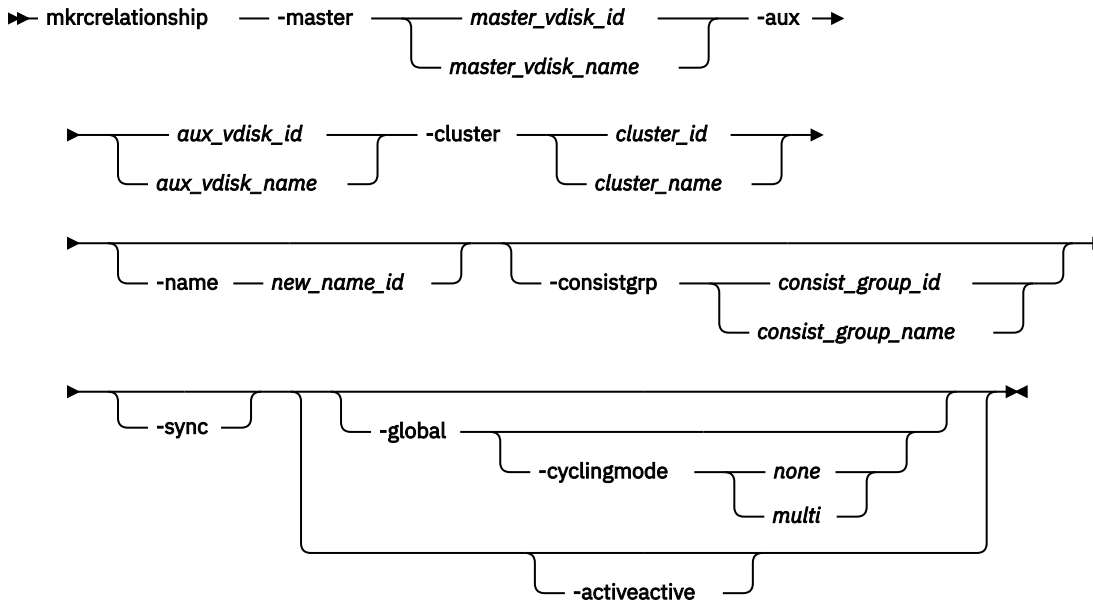 mkrcrelationship -master master_vdisk_id -aux
master_vdisk_name
aux_vdisk_id -cluster cluster_id
aux_vdisk_name cluster_name
-name new_name_id -consistgrp consist_group_id
consist_group_name
-sync -global
-cyclingmode none
multi
-activeactive